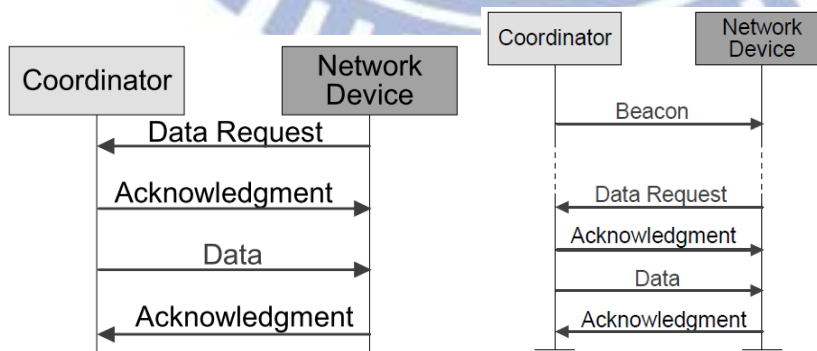 Coordinator
Network
Device
Data Request
Acknowledgment
Data
Acknowledgment
Coordinator
Network
Device
Beacon
Data Request
Acknowledgment
Data
Acknowledgment